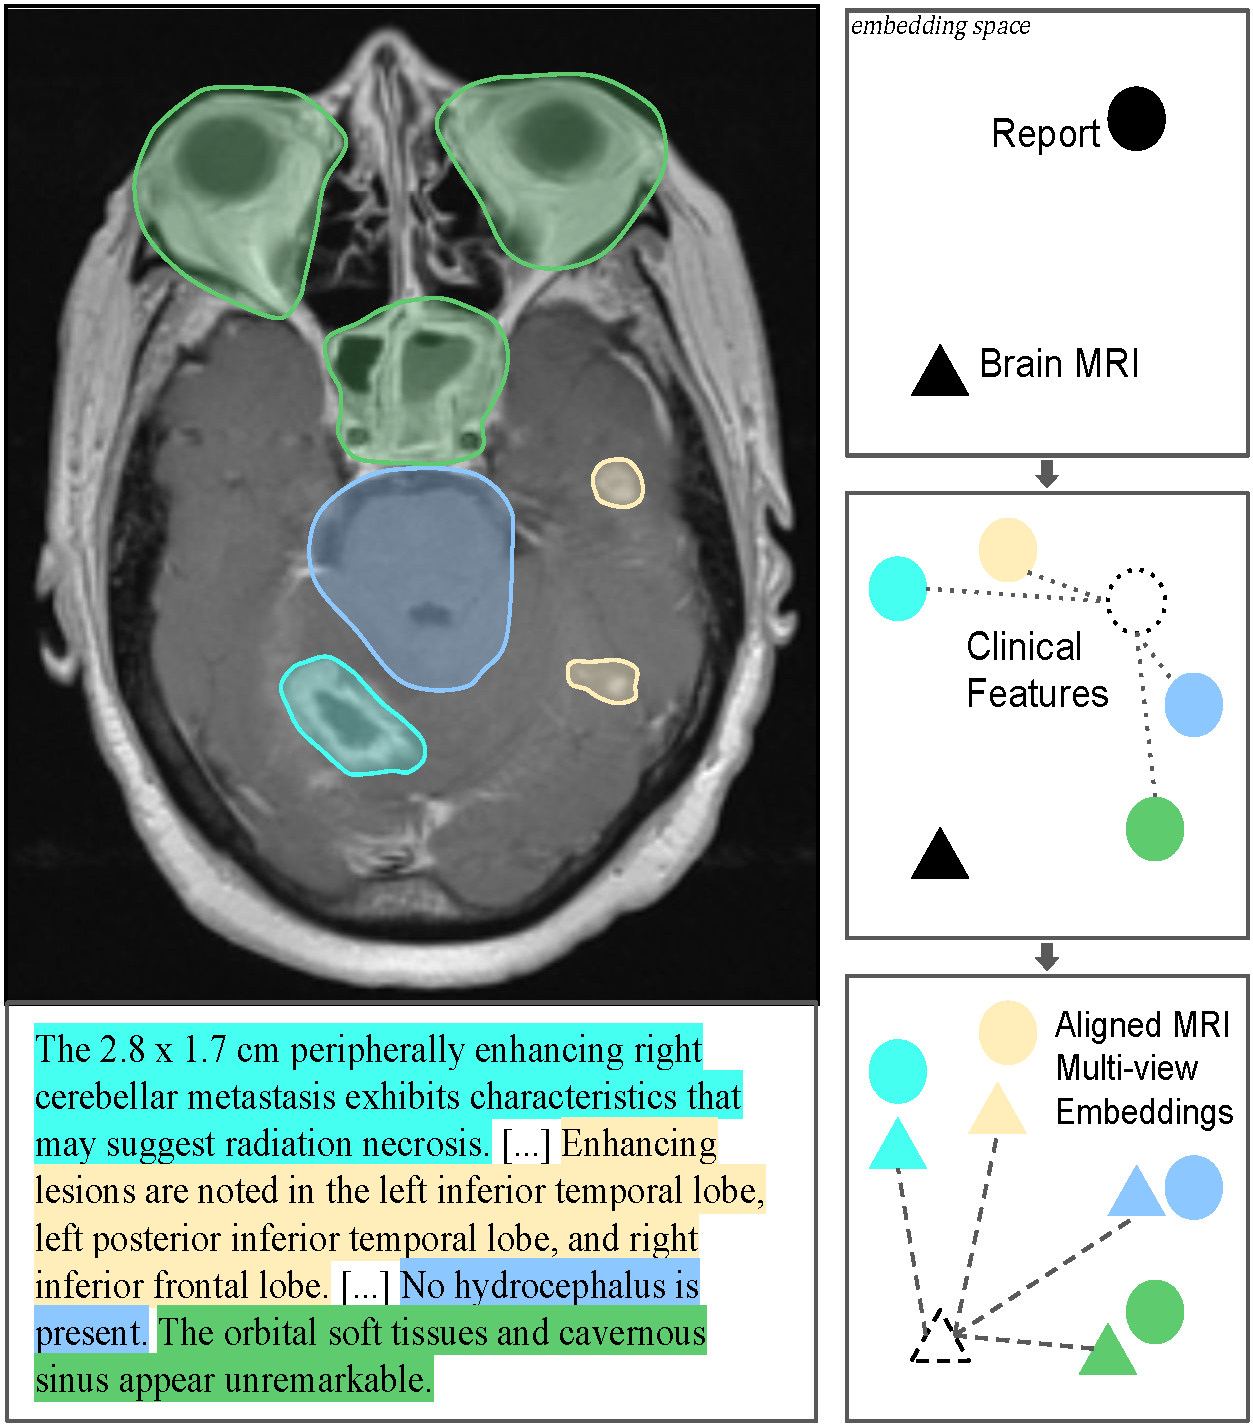 embedding space
Report
Brain MRI
Clinical
Features
Aligned MRI
Multi-view
Embeddings
The 2.8 x 1.7 cm peripherally enhancing right
cerebellar metastasis exhibits characteristics that
may suggest radiation necrosis. [...] Enhancing
lesions are noted in the left inferior temporal lobe,
left posterior inferior temporal lobe, and right
inferior frontal lobe. [...] No hydrocephalus is
present. The orbital soft tissues and cavernous
sinus appear unremarkable.